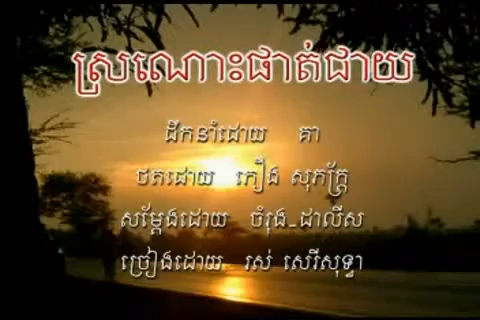 ស្រណោះផាត់ជាយ
ដឹកនាំដោយ គា
ថតដោយ ភឿង សុភក្ត្រ
សម្តែងដោយ ចំរុង-ដាលីស
ច្រៀងដោយ រស់ សេរីសុទ្ធា